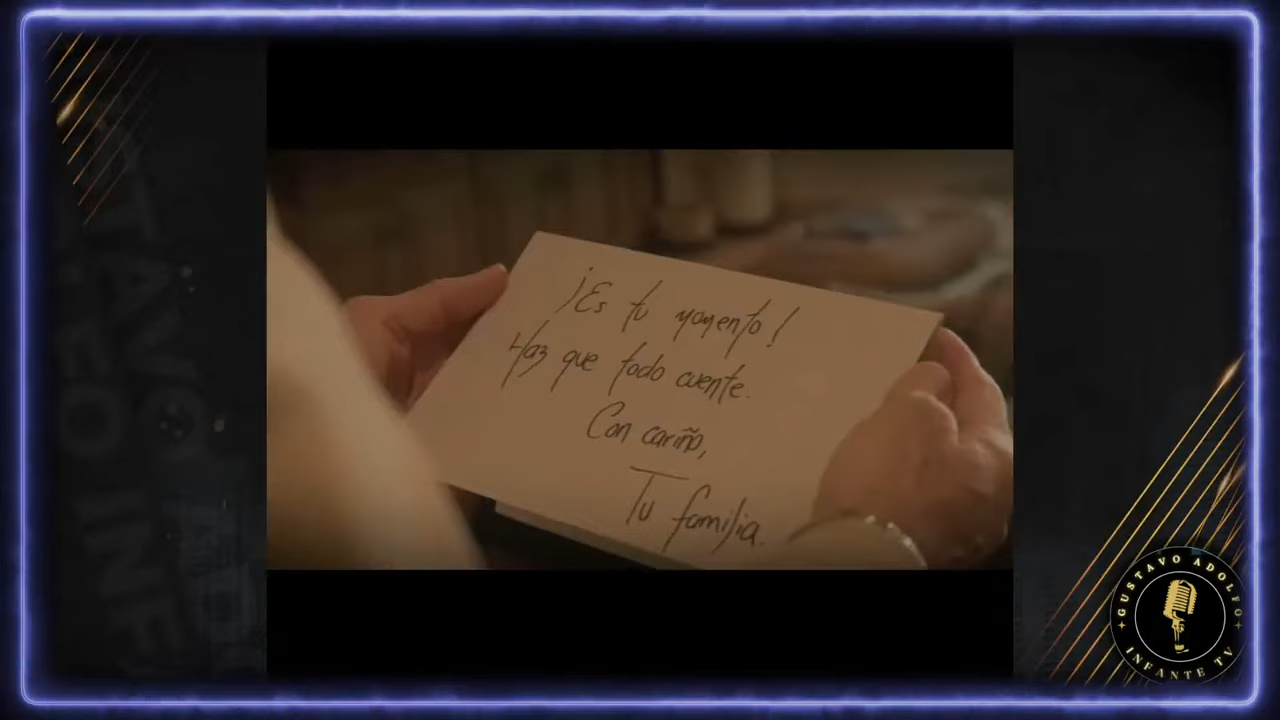 ¡Es tu momento!
Haz que todo cuente.
Con cariño,
Tu familia.
GUSTAVO ADOLFO
INFANTE TV